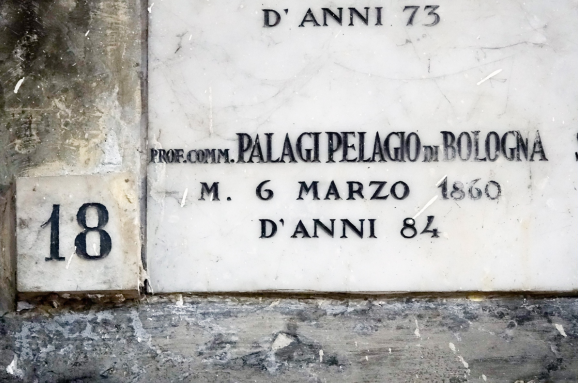 D'ANNI 73
PROF. COMM. PALAGI PELAGIO DI BOLOGNA
M. 6 MARZO 1860
D'ANNI 84
18